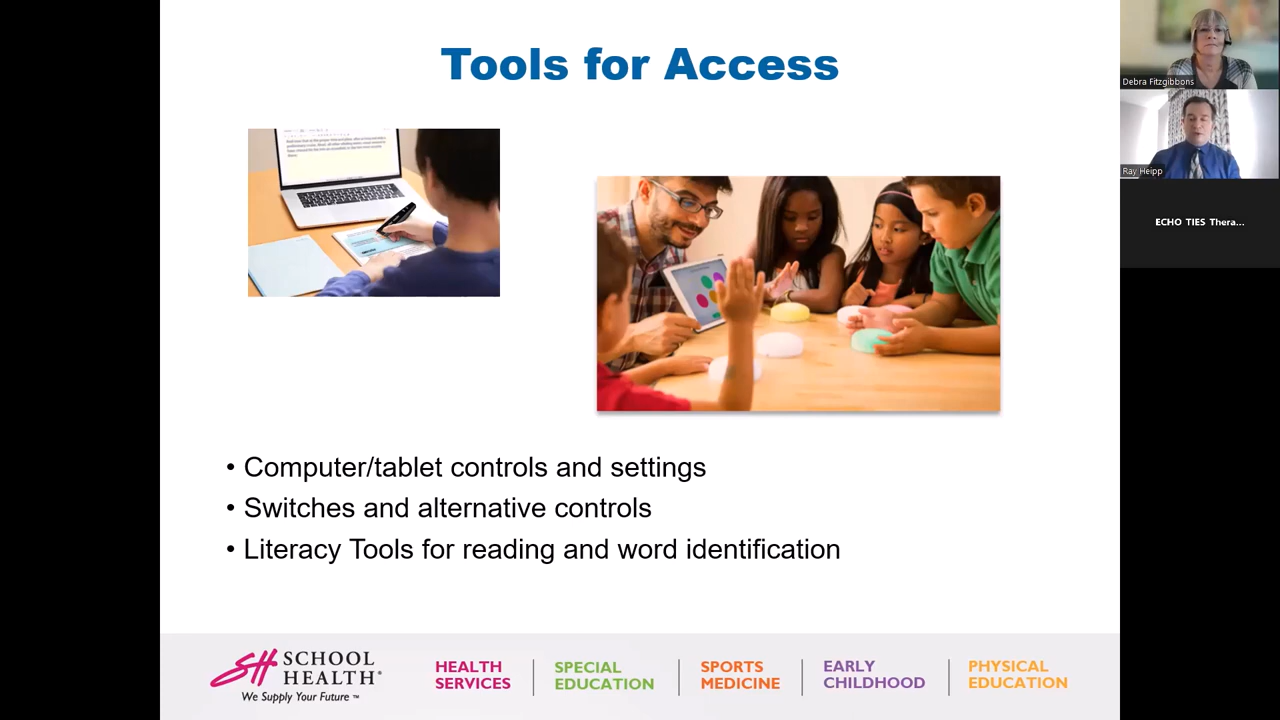 Tools for Access
• Computer/tablet controls and settings
• Switches and alternative controls
• Literacy Tools for reading and word identification
SH SCHOOL
HEALTH®
We Supply Your Future ™
HEALTH
SERVICES
SPECIAL
EDUCATION
SPORTS
MEDICINE
EARLY
CHILDHOOD
PHYSICAL
EDUCATION
Debra Fitzgibbons
Ray Heipp
ECHO TIES Thera...